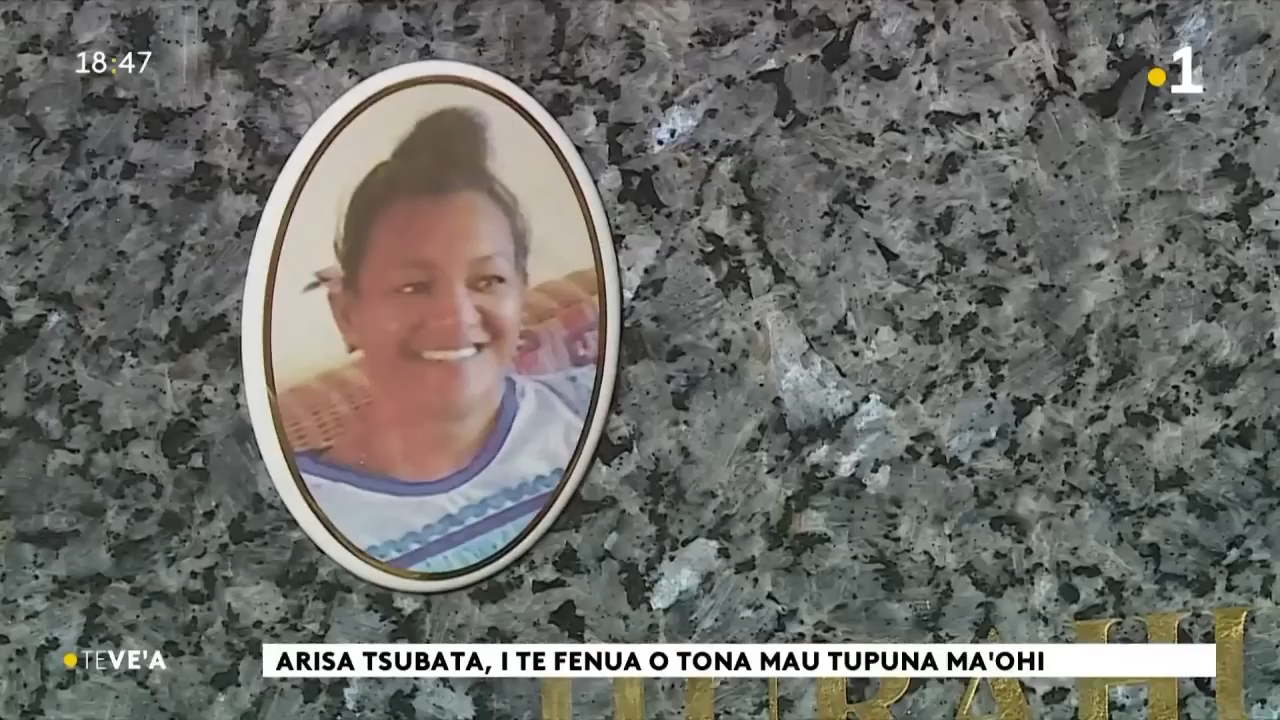 18:47
1
TEVE'A
ARISA TSUBATA, I TE FENUA O TONA MAU TUPUNA MA'OHI